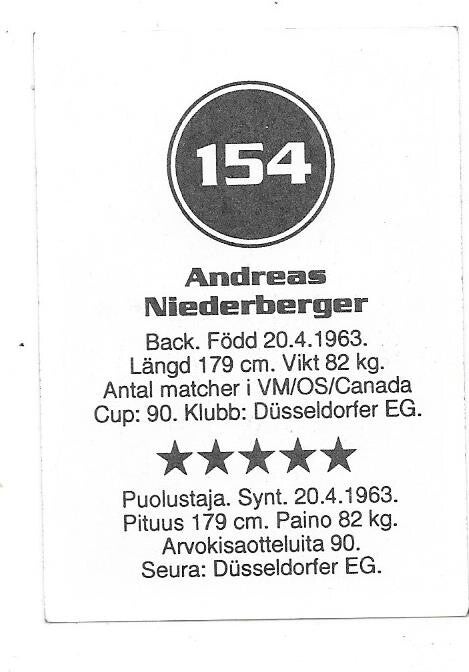 154
Andreas
Niederberger
Back. Född 20.4.1963.
Längd 179 cm. Vikt 82 kg.
Antal matcher i VM/OS/Canada
Cup: 90. Klubb: Düsseldorfer EG.
★★★★★
Puolustaja. Synt. 20.4.1963.
Pituus 179 cm. Paino 82 kg.
Arvokisaotteluita 90.
Seura: Düsseldorfer EG.